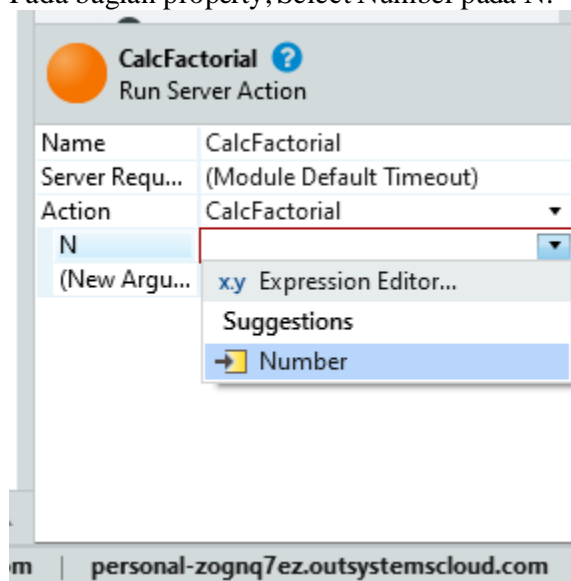 Pada bagian property, Select Number pada N.
CalcFactorial ?
Run Server Action
Name CalcFactorial
Server Requ... (Module Default Timeout)
Action CalcFactorial
N
(New Argu...
x.y Expression Editor...
Suggestions
Number
m | personal-zognq7ez.outsystemscloud.com